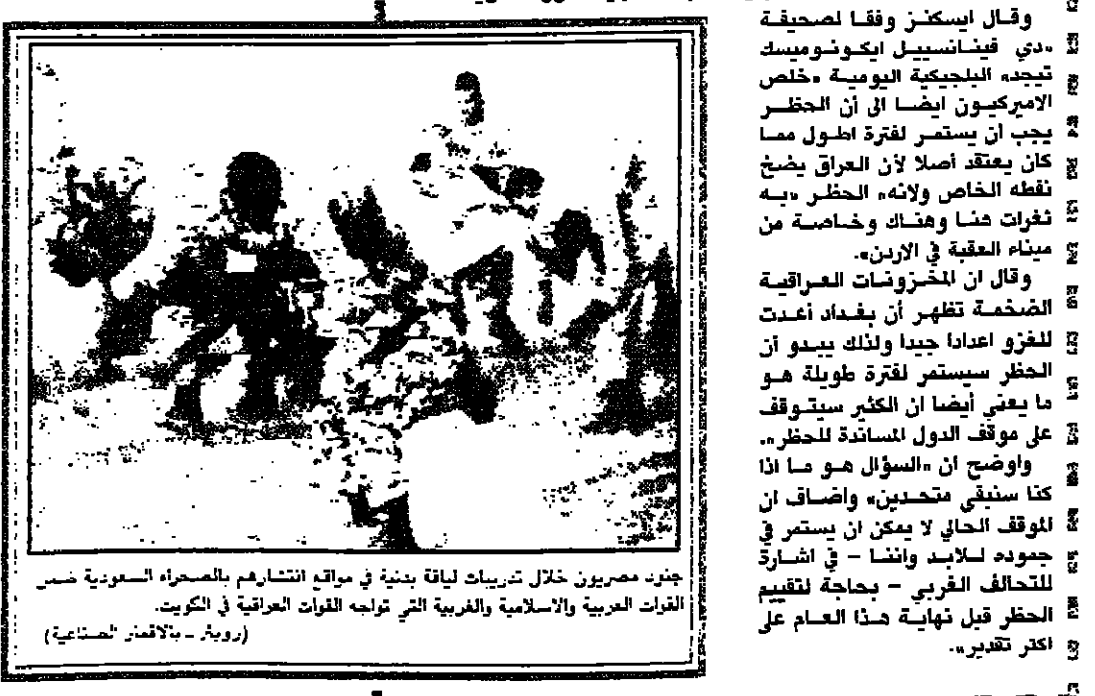 وقال ايسكنز وفقا لصحيفة
«دي فينانسييل ايكونوميسك
تيجد» البلجيكية اليومية «خلص
الاميركيون ايضا الى أن الحظر
يجب ان يستمر لفترة اطول مما
كان يعتقد أصلا لأن العراق يضخ
نفطه الخاص ولانه» الحظر «به
ثغرات هنا وهناك وخاصة من
ميناء العقبة في الاردن».
وقال ان المخزونات العراقية
الضخمة تظهر أن بغداد أعدت
للغزو اعدادا جيدا ولذلك يبدو أن
الحظر سيستمر لفترة طويلة هو
ما يعني أيضا ان الكثير سيتوقف
على موقف الدول المساندة للحظر».
واوضح ان «السؤال هو ما اذا
كنا سنبقى متحدين» واضاف ان
الموقف الحالي لا يمكن ان يستمر في
جموده للابد واننا – في اشارة
للتحالف الغربي – بحاجة لتقييم
الحظر قبل نهاية هذا العام على
اكثر تقدير».
جنود مصريون خلال تدريبات لياقة بدنية في مواقع انتشارهم بالصحراء السعودية ضمن
القوات العربية والاسلامية والغربية التي تواجه القوات العراقية في الكويت.
(رويتر - بالاقمار الصناعية)